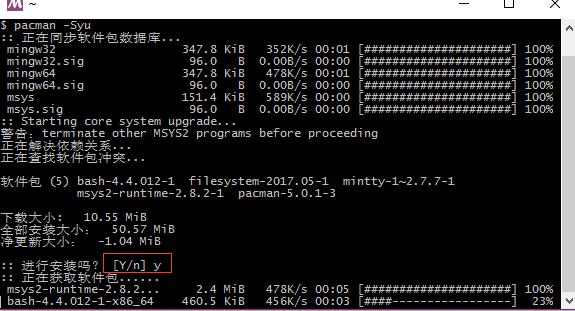 ~
$ pacman -Syu
:: 正在同步软件包数据库...
mingw32 347.8 KiB 352K/s 00:01 [#####################] 100%
mingw32.sig 96.0 B 0.00B/s 00:00 [#####################] 100%
mingw64 347.8 KiB 478K/s 00:01 [#####################] 100%
mingw64.sig 96.0 B 0.00B/s 00:00 [#####################] 100%
msys 151.4 KiB 589K/s 00:00 [#####################] 100%
msys.sig 96.0 B 0.00B/s 00:00 [#####################] 100%
:: Starting core system upgrade...
警告：terminate other MSYS2 programs before proceeding
正在解决依赖关系...
正在查找软件包冲突...
软件包 (5) bash-4.4.012-1 filesystem-2017.05-1 mintty-1~2.7.7-1
msys2-runtime-2.8.2-1 pacman-5.0.1-3
下载大小: 10.55 MiB
全部安装大小: 50.57 MiB
净更新大小: -1.04 MiB
:: 进行安装吗？ [Y/n] y
:: 正在获取软件包......
msys2-runtime-2.8.2... 2.4 MiB 478K/s 00:05 [#####################] 100%
bash-4.4.012-1-x86_64 460.5 KiB 456K/s 00:03 [####-----------------] 23%